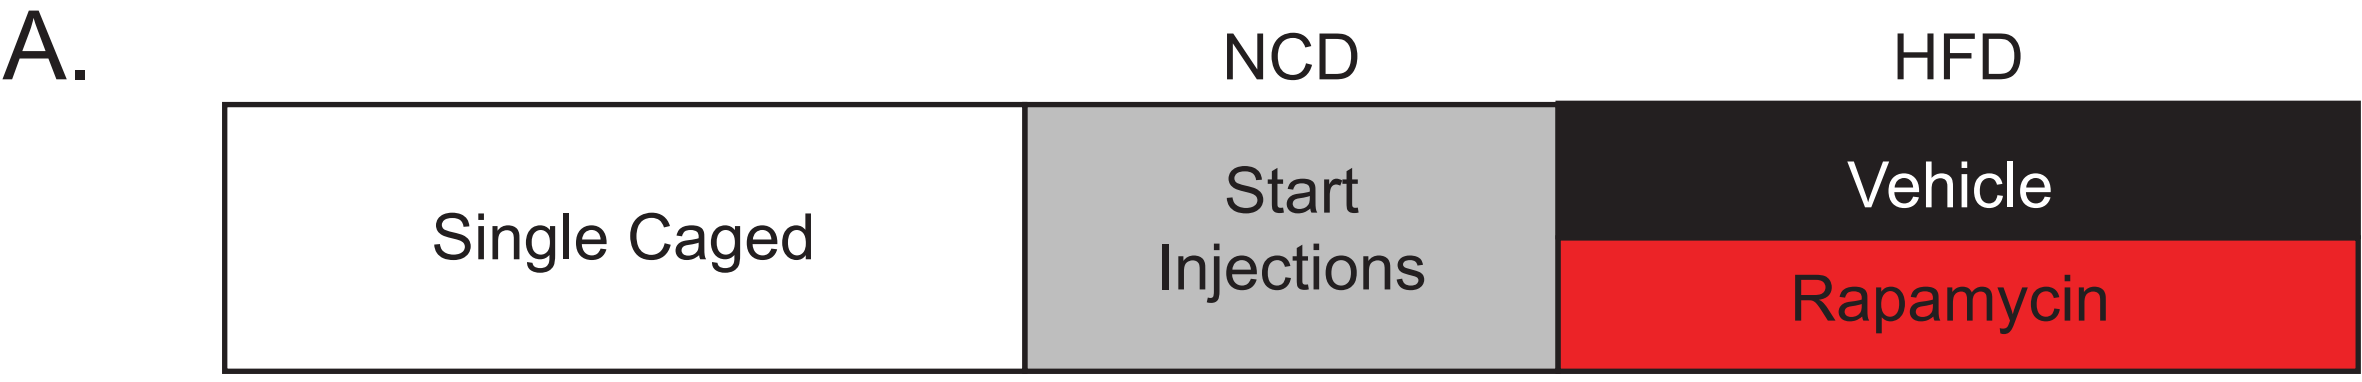 A.
NCD
HFD
Single Caged
Start
Injections
Vehicle
Rapamycin